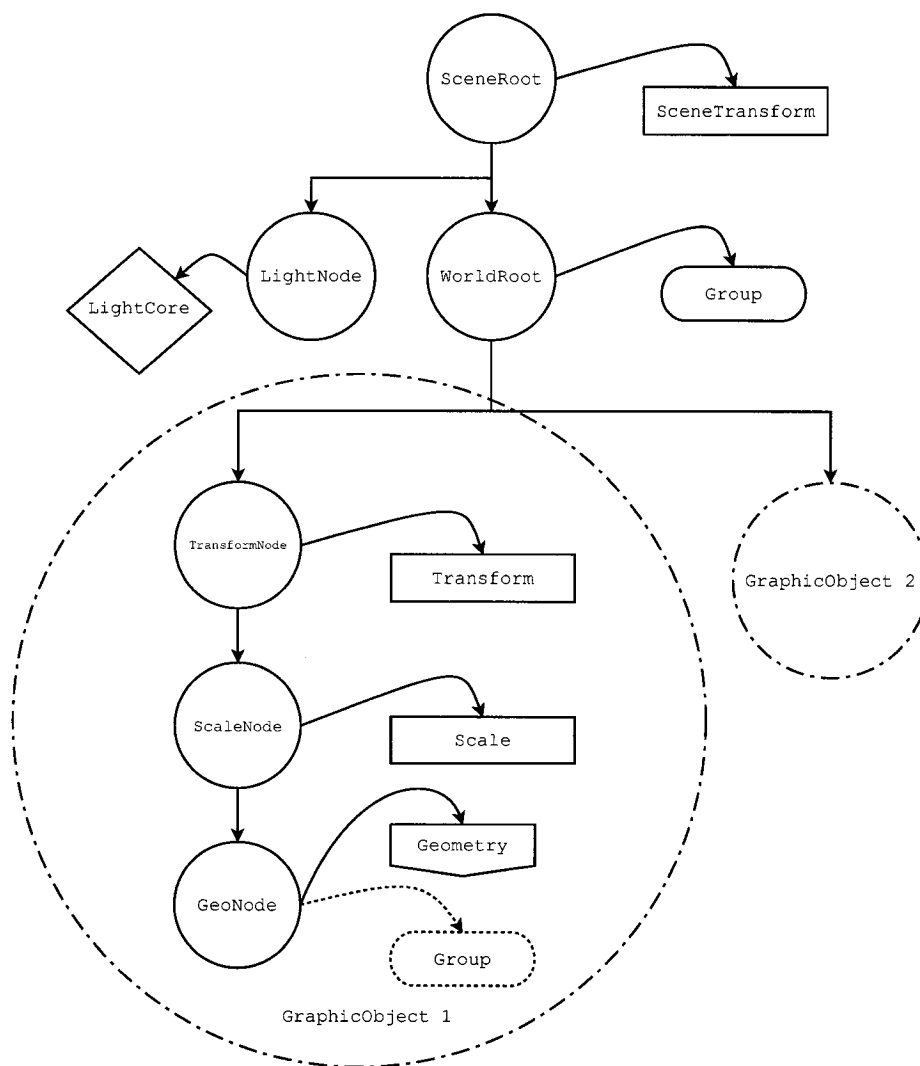 SceneRoot
SceneTransform
LightNode
WorldRoot
LightCore
Group
TransformNode
Transform
GraphicObject 2
ScaleNode
Scale
Geometry
GeoNode
Group
GraphicObject 1